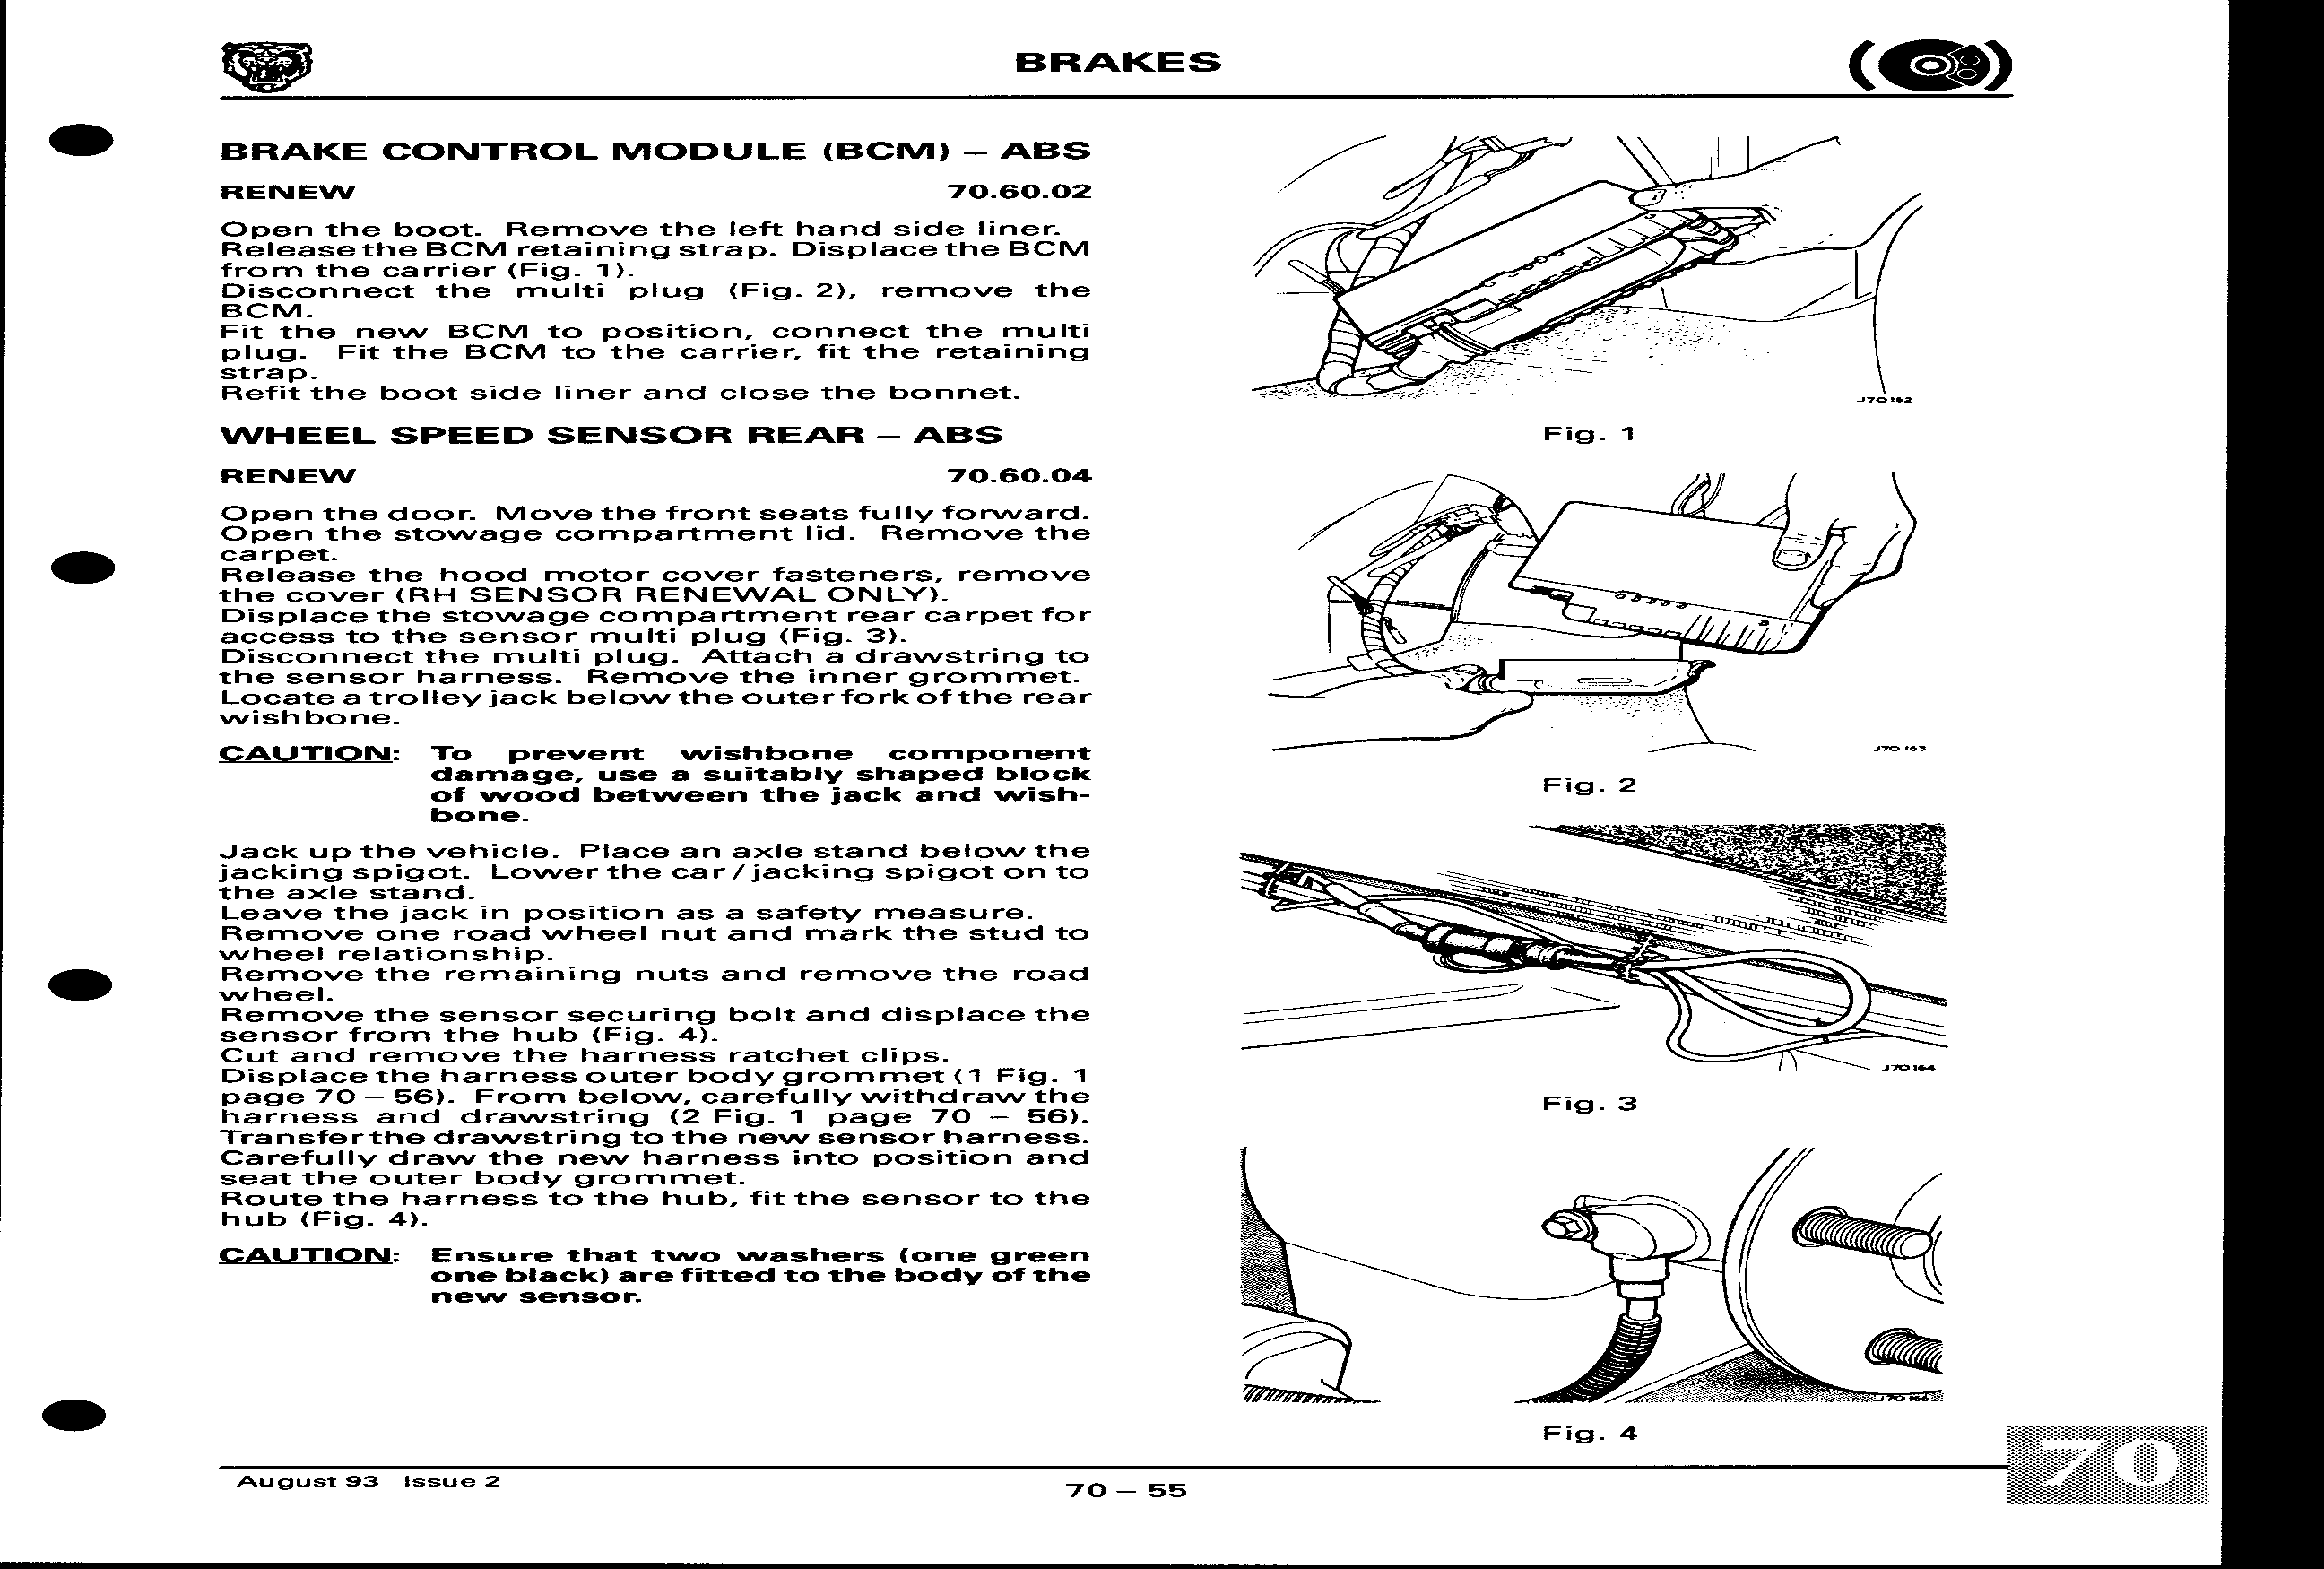 BRAKES
BRAKE CONTROL MODULE (BCM) – ABS
RENEW 70.60.02
Open the boot. Remove the left hand side liner.
Release the BCM retaining strap. Displace the BCM
from the carrier (Fig. 1).
Disconnect the multi plug (Fig. 2), remove the
BCM.
Fit the new BCM to position, connect the multi
plug. Fit the BCM to the carrier, fit the retaining
strap.
Refit the boot side liner and close the bonnet.
WHEEL SPEED SENSOR REAR – ABS
RENEW 70.60.04
Open the door. Move the front seats fully forward.
Open the stowage compartment lid. Remove the
carpet.
Release the hood motor cover fasteners, remove
the cover (RH SENSOR RENEWAL ONLY).
Displace the stowage compartment rear carpet for
access to the sensor multi plug (Fig. 3).
Disconnect the multi plug. Attach a drawstring to
the sensor harness. Remove the inner grommet.
Locate a trolley jack below the outer fork of the rear
wishbone.
CAUTION: To prevent wishbone component
damage, use a suitably shaped block
of wood between the jack and wish-
bone.
Jack up the vehicle. Place an axle stand below the
jacking spigot. Lower the car/jacking spigot on to
the axle stand.
Leave the jack in position as a safety measure.
Remove one road wheel nut and mark the stud to
wheel relationship.
Remove the remaining nuts and remove the road
wheel.
Remove the sensor securing bolt and displace the
sensor from the hub (Fig. 4).
Cut and remove the harness ratchet clips.
Displace the harness outer body grommet (1 Fig. 1
page 70 – 56). From below, carefully withdraw the
harness and drawstring (2 Fig. 1 page 70 – 56).
Transfer the drawstring to the new sensor harness.
Carefully draw the new harness into position and
seat the outer body grommet.
Route the harness to the hub, fit the sensor to the
hub (Fig. 4).
CAUTION: Ensure that two washers (one green
one black) are fitted to the body of the
new sensor.
J70 162
Fig. 1
J70 163
Fig. 2
J70 164
Fig. 3
Fig. 4
70
August 93 Issue 2
70 – 55